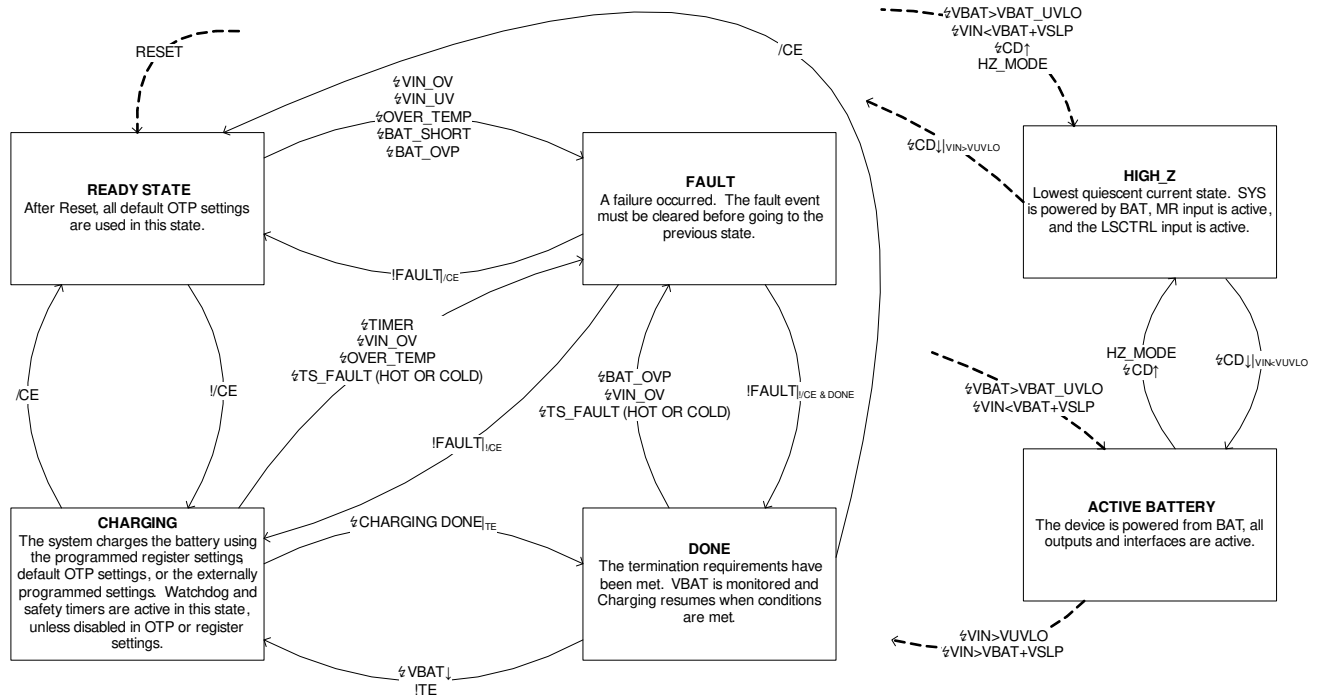 RESET
/CE
↯VBAT>VBAT_UVLO
↯VIN<VBAT+VSLP
↯CD↑
HZ_MODE
↯VIN_OV
↯VIN_UV
↯OVER_TEMP
↯BAT_SHORT
↯BAT_OVP
↯CD↓|VIN>VUVLO
READY STATE
After Reset, all default OTP settings
are used in this state.
FAULT
A failure occurred. The fault event
must be cleared before going to the
previous state.
HIGH_Z
Lowest quiescent current state. SYS
is powered by BAT, MR input is active,
and the LSCTRL input is active.
!FAULT|/CE
/CE
!/CE
↯TIMER
↯VIN_OV
↯OVER_TEMP
↯TS_FAULT (HOT OR COLD)
↯BAT_OVP
↯VIN_OV
↯TS_FAULT (HOT OR COLD)
!FAULT|!/CE & DONE
!FAULT|!/CE
HZ_MODE
↯CD↑
↯CD↓|VIN<VUVLO
↯VBAT>VBAT_UVLO
↯VIN<VBAT+VSLP
CHARGING
The system charges the battery using
the programmed register settings,
default OTP settings, or the externally
programmed settings. Watchdog and
safety timers are active in this state,
unless disabled in OTP or register
settings.
↯CHARGING DONE|TE
DONE
The termination requirements have
been met. VBAT is monitored and
Charging resumes when conditions
are met.
ACTIVE BATTERY
The device is powered from BAT, all
outputs and interfaces are active.
↯VBAT↓
!TE
↯VIN>VUVLO
↯VIN>VBAT+VSLP